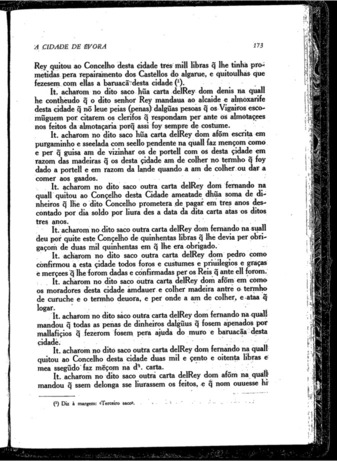 A CIDADE DE EVORA 173
Rey quitou ao Concelho desta cidade tres mill libras q̃ lhe tinha pro-
metidas pera repairamento dos Castellos do algarue, e quitoulhas que
fezesem com ellas a baruacã desta cidade (¹).
It. acharom no dito saco hũa carta delRey dom denis na quall
he contheudo q̃ o dito senhor Rey mandaua ao alcaide e almoxarife
desta cidade q̃ nõ leue peias (penas) dalgũas pesoas q̃ os Vigairos esco-
mũguem por citarem os clerifos q̃ respondam per ante os almotaçees
nos feitos da almotaçaria porq̃ assi foy sempre de costume.
It. acharom no dito saco hũa carta delRey dom afõm escrita em
purgaminho e sseelada com seello pendente na quall faz mençom como
e per q̃ guisa am de vizinhar os de portell com os desta çidade em
razom das madeiras q̃ os desta çidade am de colher no termho q̃ foy
dado a portell e em razom da lande quando a am de colher ou dar a
comer aos gaados.
It. acharom no dito saco outra carta delRey dom fernando na
quall quitou ao Conçelho desta Cidade ameatade dhũa soma de di-
nheiros q̃ lhe o dito Concelho prometera de pagar em tres anos des-
contado por dia soldo por liura des a data da dita carta atas os ditos
tres anos.
It. acharom no dito saco outra carta delRey dom fernando na suall
deu por quite este Conçelho de quinhentas libras q̃ lhe devia per obri-
gaçom de duas mil quinhentas em q̃ lhe era obrigado.
It. acharom no dito saco outra carta delRey dom pedro como
confirmou a esta çidade todos foros e custumes e priuilegios e graças
e merçees q̃ lhe forom dadas e confirmadas per os Reis q̃ ante ell forom.
It. acharom no dito saco outra carta delRey dom afõm em como
os moradores desta cidade amdauer e colher madeira antre o termho
de curuche e o termho deuora, e per onde a am de colher, e ataa q̃
logar.
It. acharom no dito saco outra carta delRey dom fernando na quall
mandou q̃ todas as penas de dinheiros dalgũus q̃ fosem apenados por
mallafiçios q̃ fezerom fosem pera ajuda do muro e baruacãa desta
cidade.
It. acharom no dito saco outra carta delRey dom fernando na quall
quitou ao Concelho desta cidade duas mil e çento e oitenta libras e
mea ssegũdo faz mẽçom na carta.
It. acharom no dito saco outra carta delRey dom afõm na quall
mandou q̃ ssem delonga sse liurassem os feitos, e q̃ nom ouuesse hi
(¹) Diz à margem: «Terceiro saco».